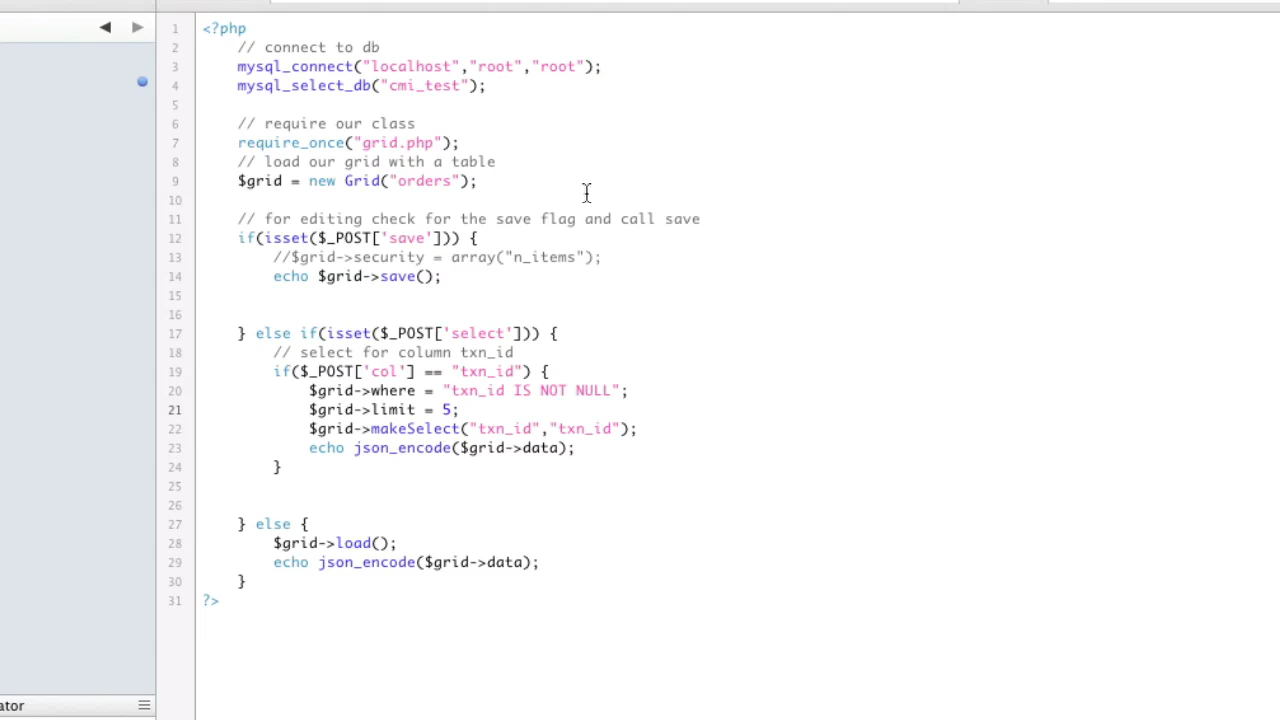 1 <?php
2 // connect to db
3 mysql_connect("localhost","root","root");
4 mysql_select_db("cmi_test");
5
6 // require our class
7 require_once("grid.php");
8 // load our grid with a table
9 $grid = new Grid("orders");
10
11 // for editing check for the save flag and call save
12 if(isset($_POST['save'])) {
13 //$grid->security = array("n_items");
14 echo $grid->save();
15
16
17 } else if(isset($_POST['select'])) {
18 // select for column txn_id
19 if($_POST['col'] == "txn_id") {
20 $grid->where = "txn_id IS NOT NULL";
21 $grid->limit = 5;
22 $grid->makeSelect("txn_id","txn_id");
23 echo json_encode($grid->data);
24 }
25
26
27 } else {
28 $grid->load();
29 echo json_encode($grid->data);
30 }
31 ?>
ator